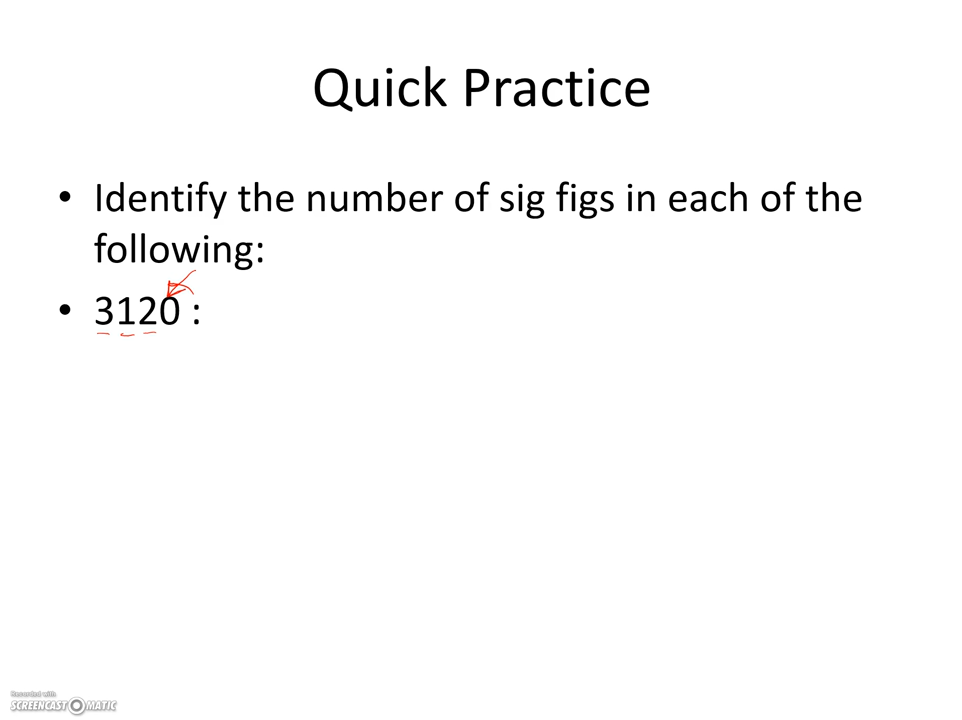 Quick Practice
• Identify the number of sig figs in each of the
following:
• 3120 :
Recorded with
SCREENCAST-O-MATIC